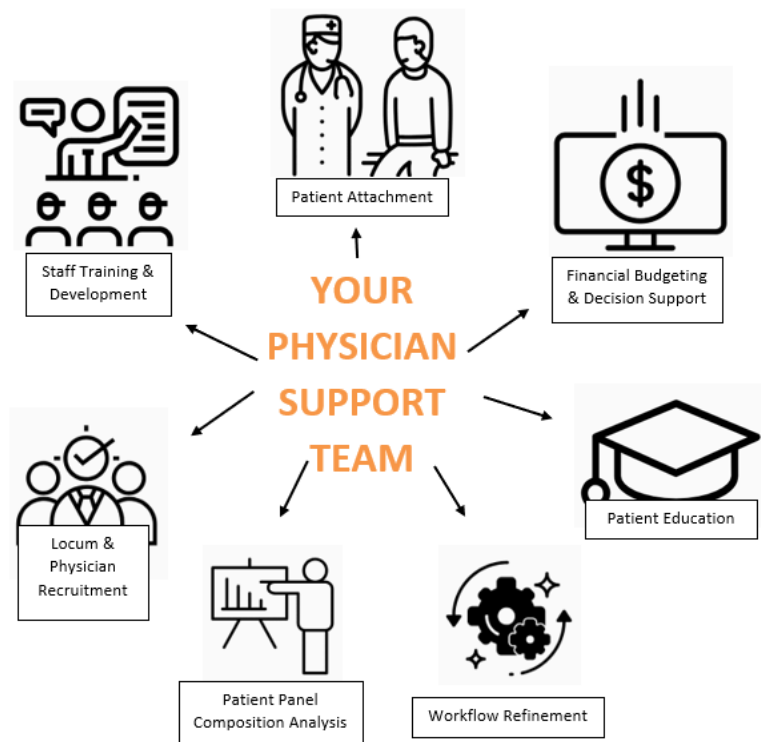 Patient Attachment
Staff Training &
Development
Financial Budgeting
& Decision Support
YOUR
PHYSICIAN
SUPPORT
TEAM
Patient Education
Locum &
Physician
Recruitment
Patient Panel
Composition Analysis
Workflow Refinement